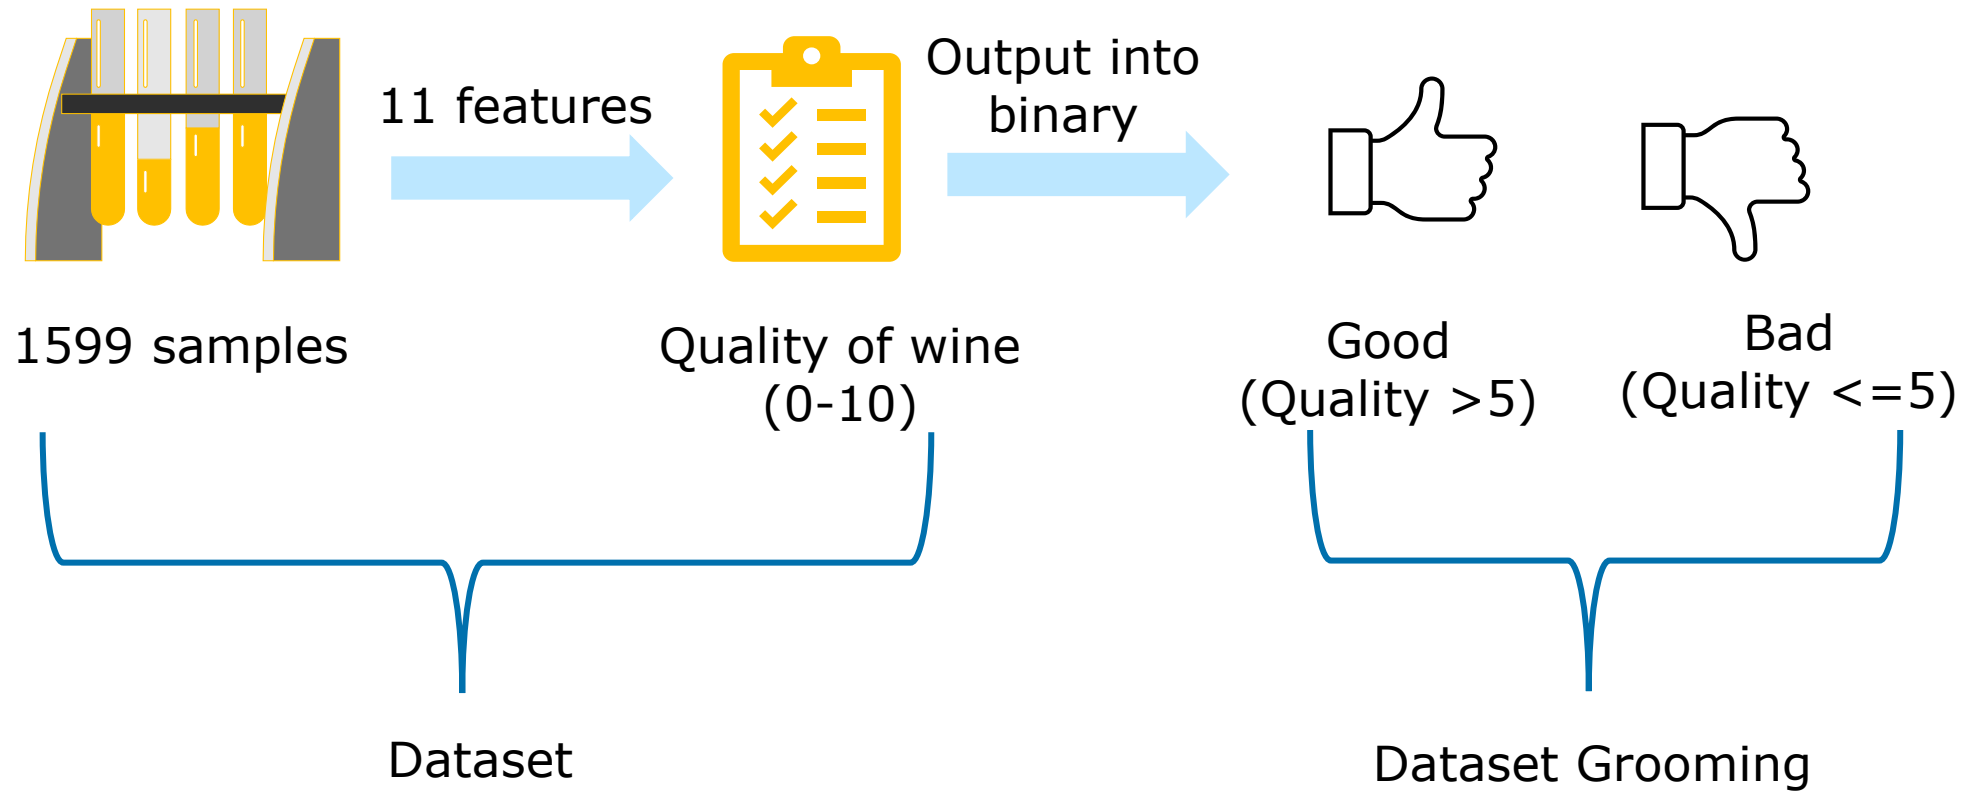 11 features
Output into
binary
1599 samples
Quality of wine
(0-10)
Good
(Quality >5)
Bad
(Quality <=5)
Dataset
Dataset Grooming